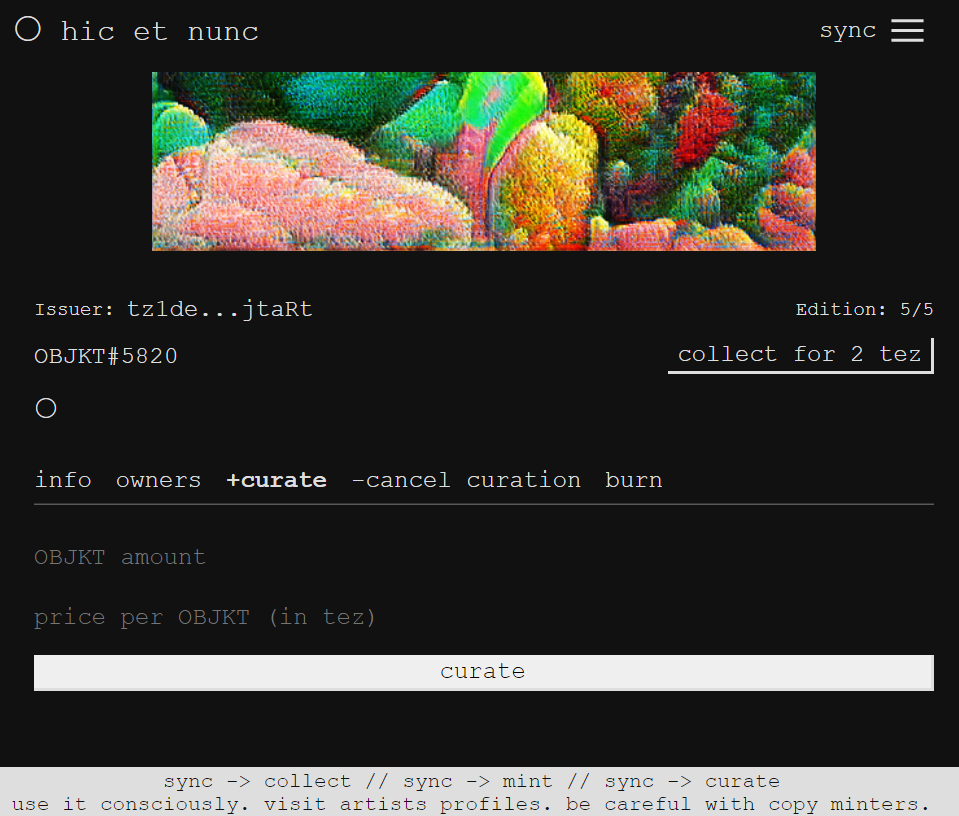 hic et nunc
sync
Issuer: tz1de...jtaRt
Edition: 5/5
OBJKT#5820
collect for 2 tez
info owners +curate -cancel curation burn
OBJKT amount
price per OBJKT (in tez)
curate
sync -> collect // sync -> mint // sync -> curate
use it consciously. visit artists profiles. be careful with copy minters.